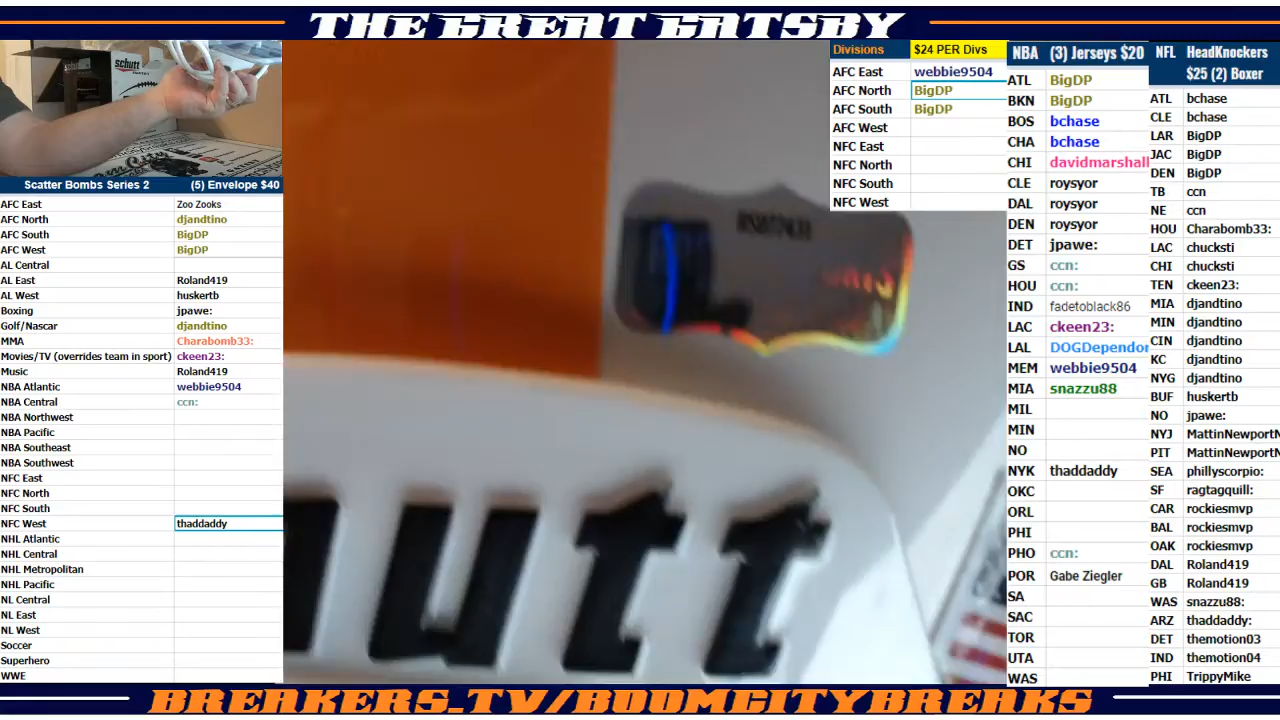 THE GREAT GATSBY
schutt
Scatter Bombs Series 2 (5) Envelope $40
AFC East Zoo Zooks
AFC North djandtino
AFC South BigDP
AFC West BigDP
AL Central
AL East Roland419
AL West huskertb
Boxing jpawe:
Golf/Nascar djandtino
MMA Charabomb33:
Movies/TV (overrides team in sport) ckeen23:
Music Roland419
NBA Atlantic webbie9504
NBA Central ccn:
NBA Northwest
NBA Pacific
NBA Southeast
NBA Southwest
NFC East
NFC North
NFC South
NFC West thaddaddy
NHL Atlantic
NHL Central
NHL Metropolitan
NHL Pacific
NL Central
NL East
NL West
Soccer
Superhero
WWE
utt
Divisions $24 PER Divs
AFC East webbie9504
AFC North BigDP
AFC South BigDP
AFC West
NFC East
NFC North
NFC South
NFC West
NBA (3) Jerseys $20
ATL BigDP
BKN BigDP
BOS bchase
CHA bchase
CHI davidmarshall
CLE roysyor
DAL roysyor
DEN roysyor
DET jpawe:
GS ccn:
HOU ccn:
IND fadetoblack86
LAC ckeen23:
LAL DOGDependor
MEM webbie9504
MIA snazzu88
MIL
MIN
NO
NYK thaddaddy
OKC
ORL
PHI
PHO ccn:
POR Gabe Ziegler
SA
SAC
TOR
UTA
WAS
NFL HeadKnockers
$25 (2) Boxer
ATL bchase
CLE bchase
LAR BigDP
JAC BigDP
DEN BigDP
TB ccn
NE ccn
HOU Charabomb33:
LAC chucksti
CHI chucksti
TEN ckeen23:
MIA djandtino
MIN djandtino
CIN djandtino
KC djandtino
NYG djandtino
BUF huskertb
NO jpawe:
NYJ MattinNewportN
PIT MattinNewportN
SEA phillyscorpio:
SF ragtagquill:
CAR rockiesmvp
BAL rockiesmvp
OAK rockiesmvp
DAL Roland419
GB Roland419
WAS snazzu88:
ARZ thaddaddy:
DET themotion03
IND themotion04
PHI TrippyMike
BREAKERS.TV/BOOMCITYBREAKS